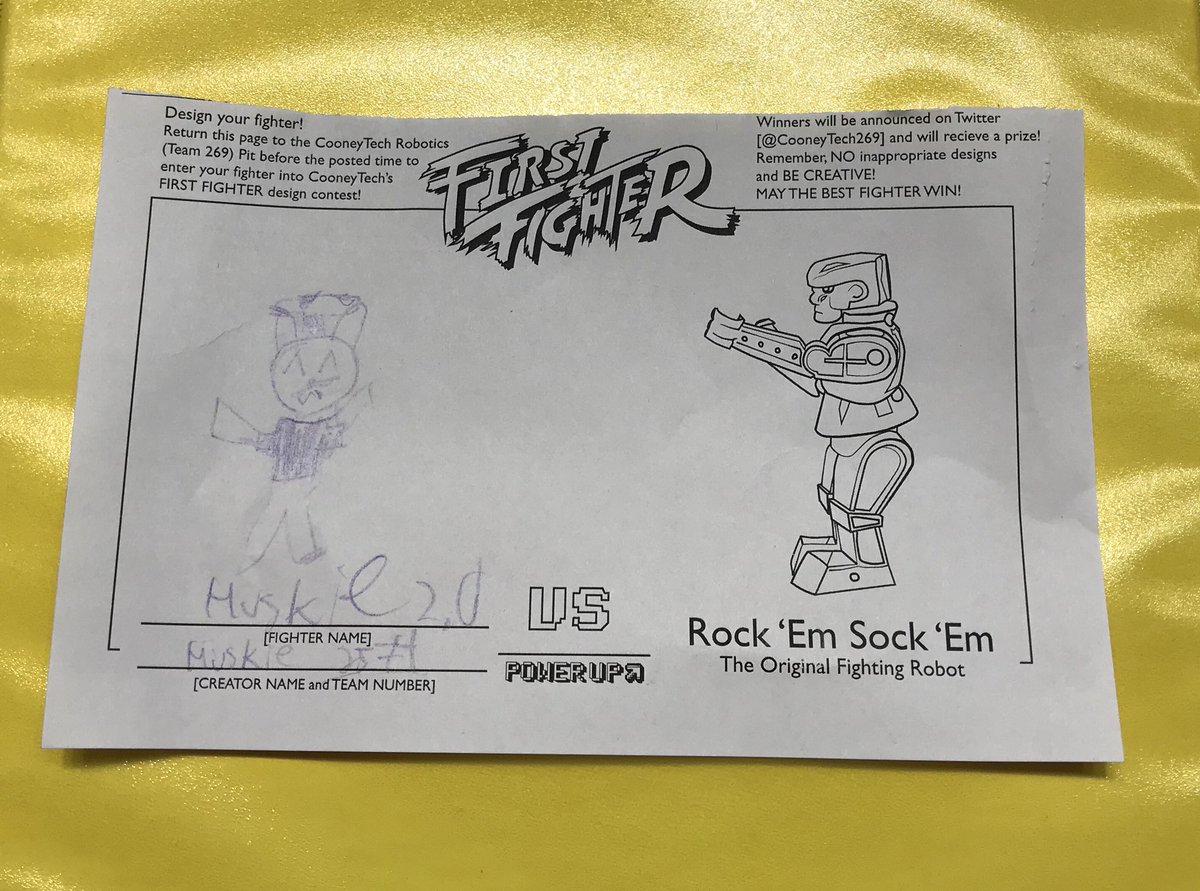 Design your fighter!
Return this page to the CooneyTech Robotics
(Team 269) Pit before the posted time to
enter your fighter into CooneyTech's
FIRST FIGHTER design contest!
FIRST
FIGHTER
Winners will be announced on Twitter
[@CooneyTech269] and will recieve a prize!
Remember, NO inappropriate designs
and BE CREATIVE!
MAY THE BEST FIGHTER WIN!
Muskie 2.0
[FIGHTER NAME]
Muskie
[CREATOR NAME and TEAM NUMBER]
US
POWER UP
Rock 'Em Sock 'Em
The Original Fighting Robot